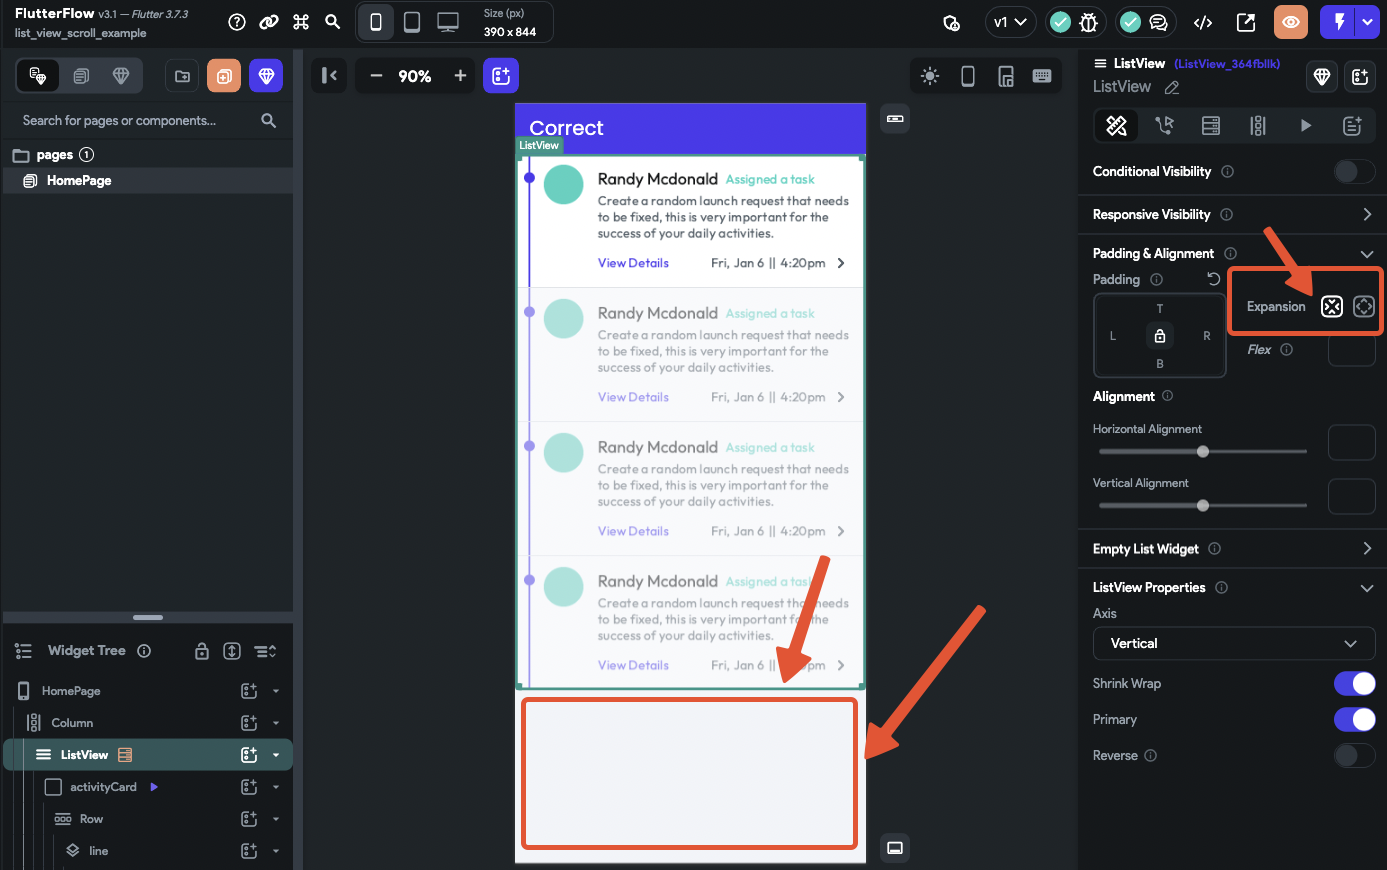 FlutterFlow v3.1 – Flutter 3.7.3
list_view_scroll_example
Size (px)
390 x 844
v1
90%
Search for pages or components...
pages 1
HomePage
Widget Tree
HomePage
Column
ListView
activityCard
Row
line
Correct
ListView
Randy Mcdonald Assigned a task
Create a random launch request that needs
to be fixed, this is very important for the
success of your daily activities.
View Details Fri, Jan 6 || 4:20pm
Randy Mcdonald Assigned a task
Create a random launch request that needs
to be fixed, this is very important for the
success of your daily activities.
View Details Fri, Jan 6 || 4:20pm
Randy Mcdonald Assigned a task
Create a random launch request that needs
to be fixed, this is very important for the
success of your daily activities.
View Details Fri, Jan 6 || 4:20pm
Randy Mcdonald Assigned a task
Create a random launch request that needs
to be fixed, this is very important for the
success of your daily activities.
View Details Fri, Jan 6 || pm
ListView (ListView_364fbllk)
ListView
Conditional Visibility
Responsive Visibility
Padding & Alignment
Padding
Expansion
T
L R
B
Flex
Alignment
Horizontal Alignment
Vertical Alignment
Empty List Widget
ListView Properties
Axis
Vertical
Shrink Wrap
Primary
Reverse